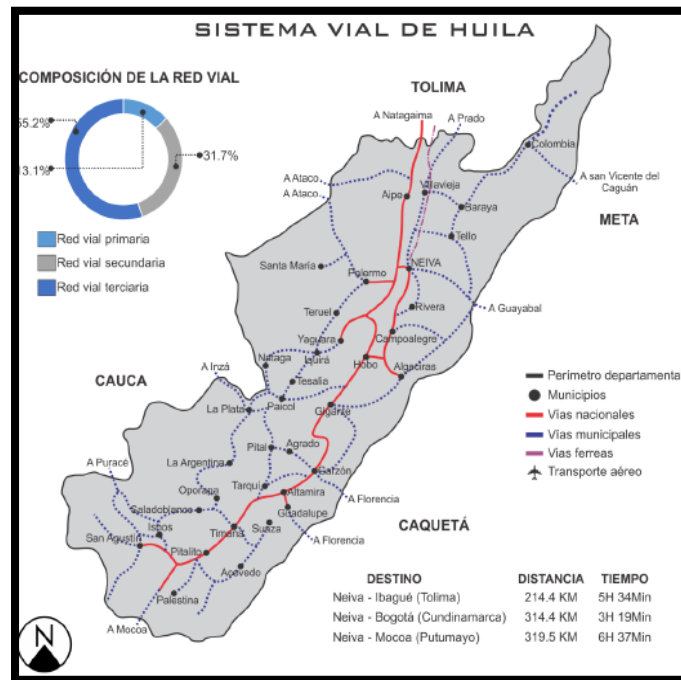 SISTEMA VIAL DE HUILA
COMPOSICIÓN DE LA RED VIAL
55.2%
13.1%
31.7%
Red vial primaria
Red vial secundaria
Red vial terciaria
TOLIMA
A Natagaima
A Prado
Colombia
A san Vicente del
Caguán
A Ataco
A Ataco
Villavieja
Aipe
Baraya
META
Tello
Santa María
NEIVA
Palermo
Rivera
A Guayabal
Teruel
Yaguara
Campoalegre
Nataga
Iquirá
Hobo
Algeciras
A Inzá
Tesalia
CAUCA
Paicol
La Plata
Gigante
Perimetro departamenta
Municipios
Vías nacionales
Vías municipales
Vías ferreas
Transporte aéreo
Pital
Agrado
La Argentina
A Puracé
Garzón
Oporapa
Tarqui
Altamira
A Florencia
Saladoblanco
Guadalupe
Isnos
Timaná
Suaza
CAQUETÁ
San Agustín
Pitalito
A Florencia
Acevedo
Palestina
A Mocoa
DESTINO DISTANCIA TIEMPO
Neiva - Ibagué (Tolima) 214.4 KM 5H 34Min
Neiva - Bogotá (Cundinamarca) 314.4 KM 3H 19Min
Neiva - Mocoa (Putumayo) 319.5 KM 6H 37Min
N